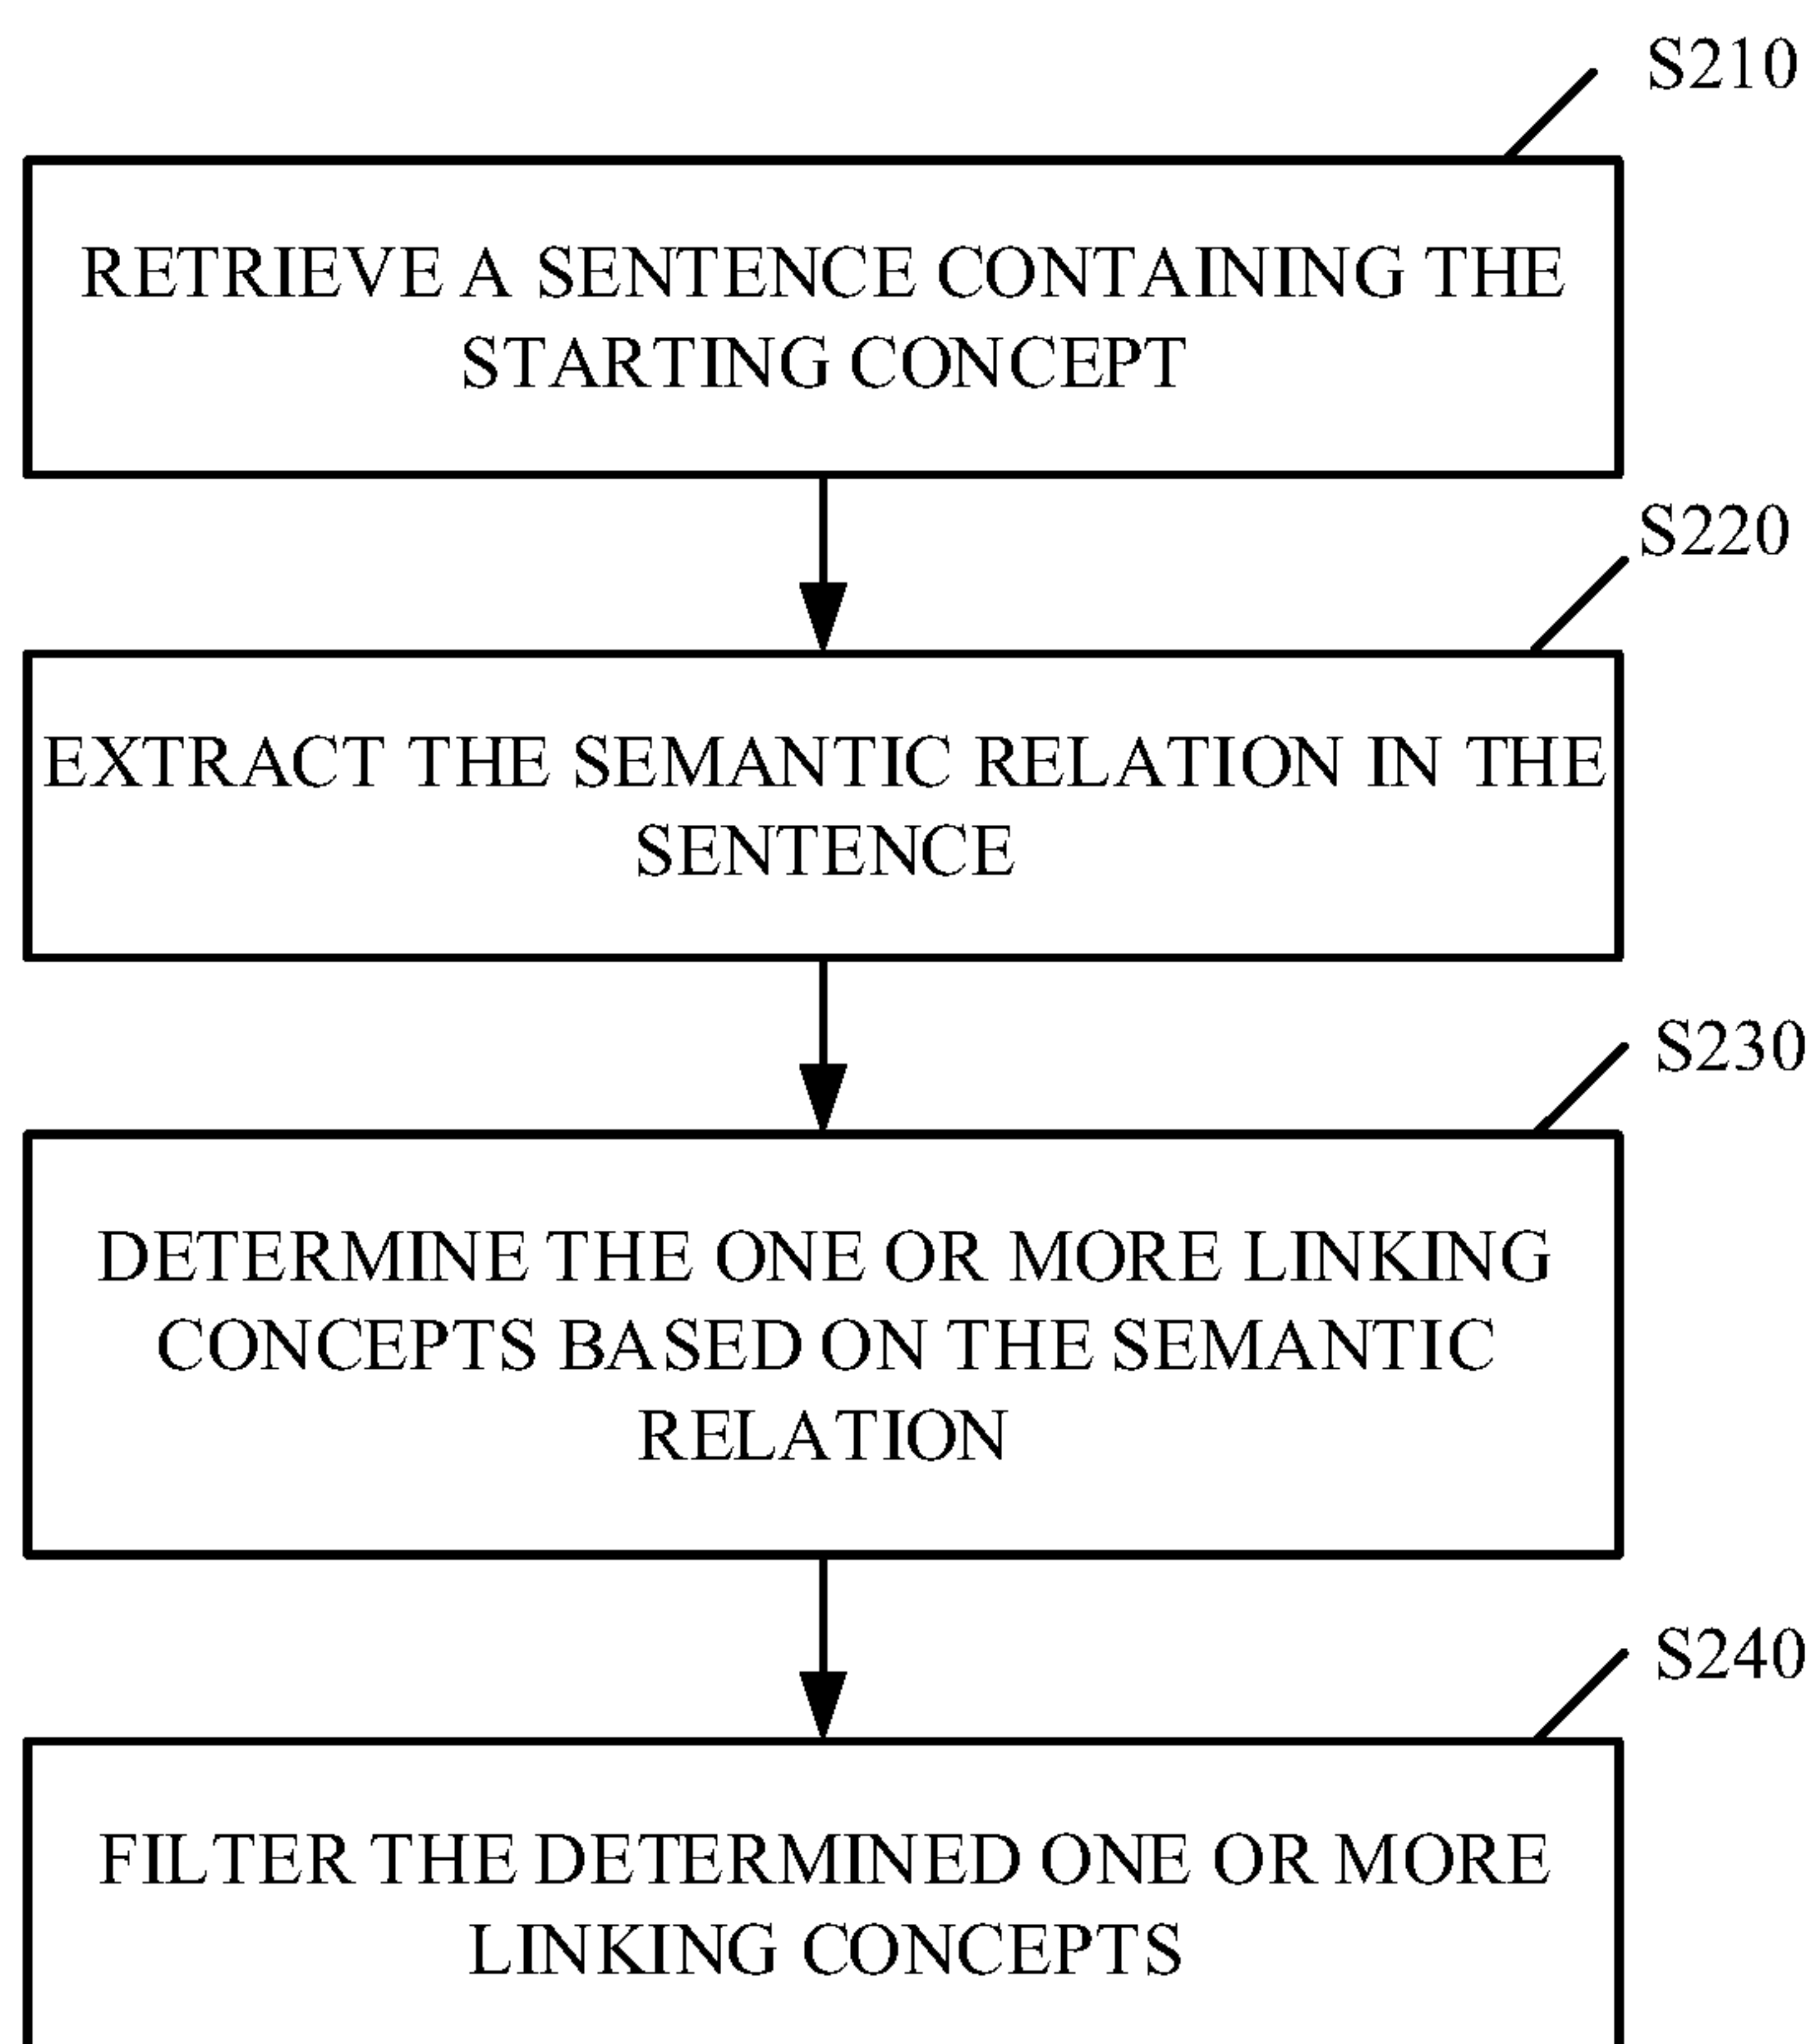 S210
RETRIEVE A SENTENCE CONTAINING THE
STARTING CONCEPT
S220
EXTRACT THE SEMANTIC RELATION IN THE
SENTENCE
S230
DETERMINE THE ONE OR MORE LINKING
CONCEPTS BASED ON THE SEMANTIC
RELATION
S240
FILTER THE DETERMINED ONE OR MORE
LINKING CONCEPTS